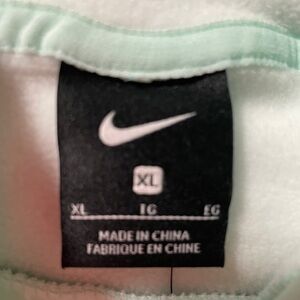 XL
XL TG EG
MADE IN CHINA
FABRIQUE EN CHINE